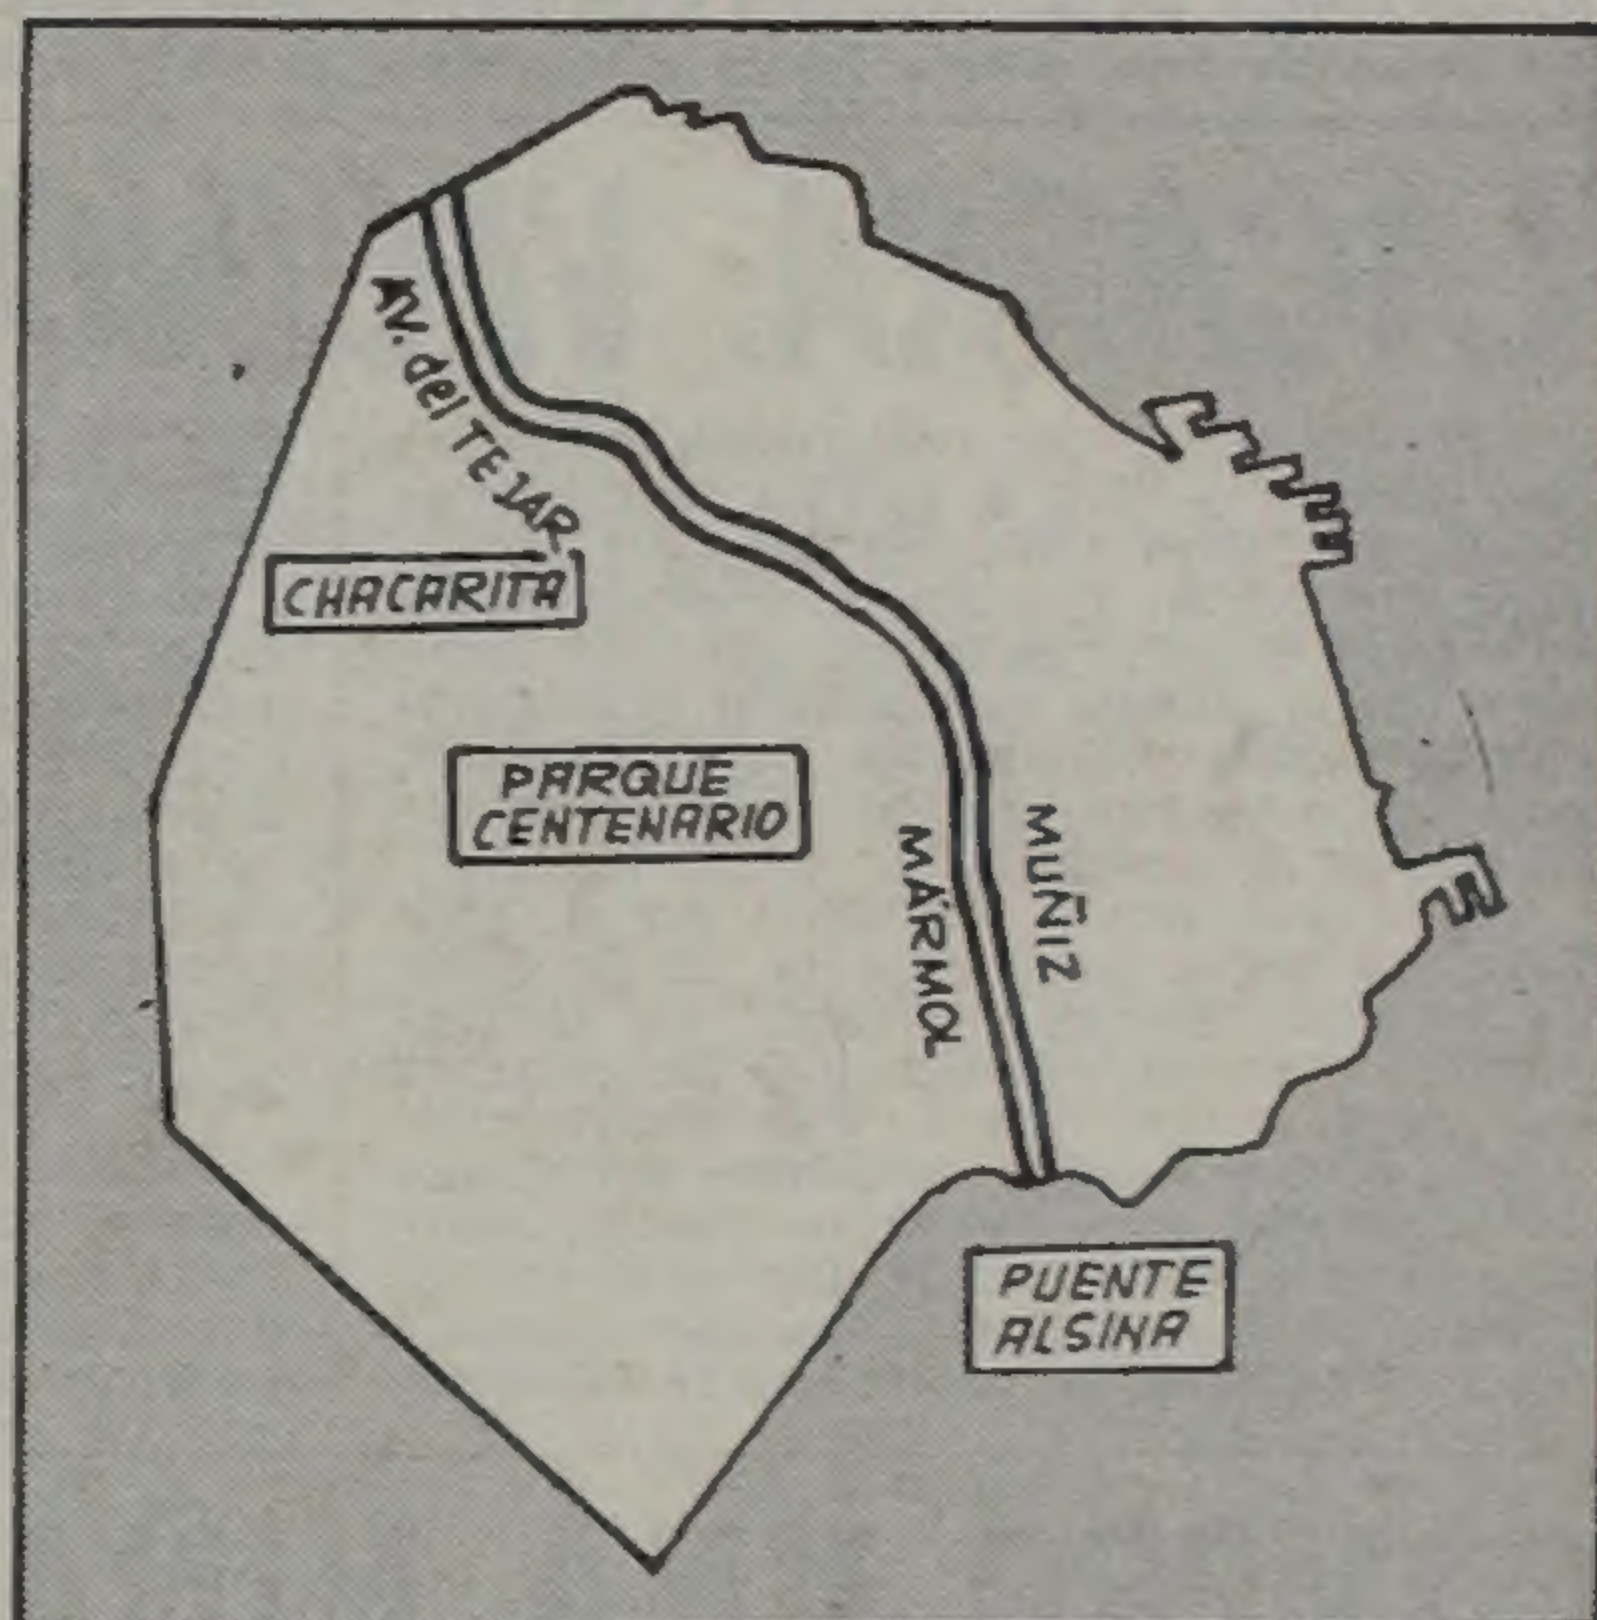 AV. del TEJAR
CHACARITA
PARQUE
CENTENARIO
MUÑIZ
MÁRMOL
PUENTE
ALSINA